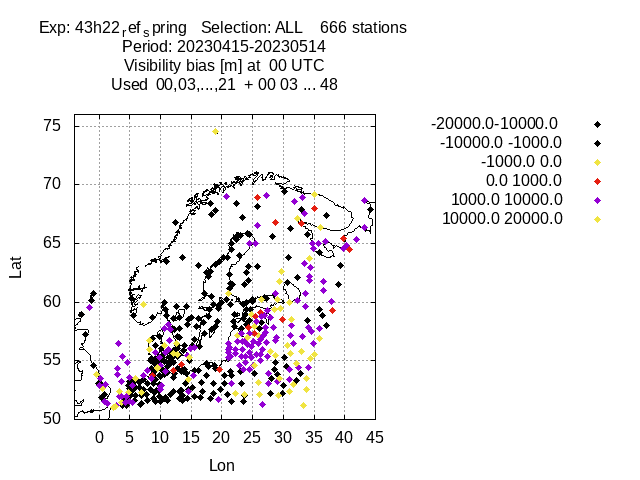 Exp: 43h22refspring Selection: ALL 666 stations
Period: 20230415-20230514
Visibility bias [m] at 00 UTC
Used 00,03,...,21 + 00 03 ... 48
-20000.0-10000.0
-10000.0 -1000.0
-1000.0 0.0
0.0 1000.0
1000.0 10000.0
10000.0 20000.0
75
70
65
60
55
50
Lat
0 5 10 15 20 25 30 35 40 45
Lon